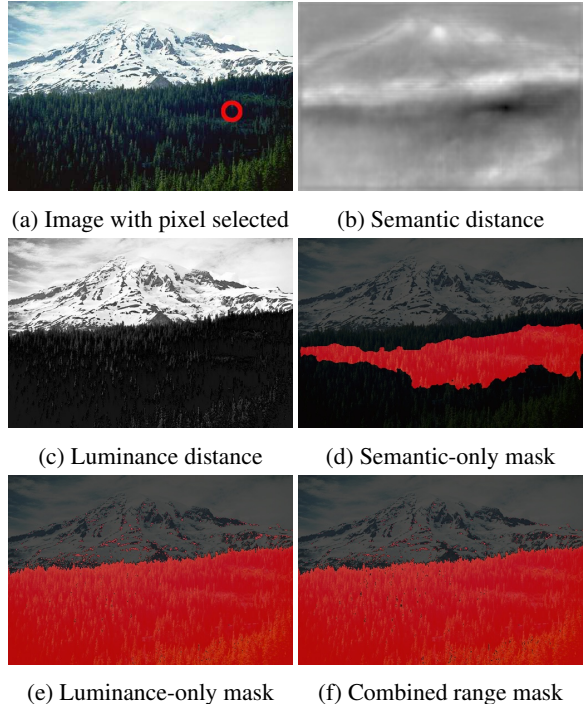 (a) Image with pixel selected
(b) Semantic distance
(c) Luminance distance
(d) Semantic-only mask
(e) Luminance-only mask
(f) Combined range mask